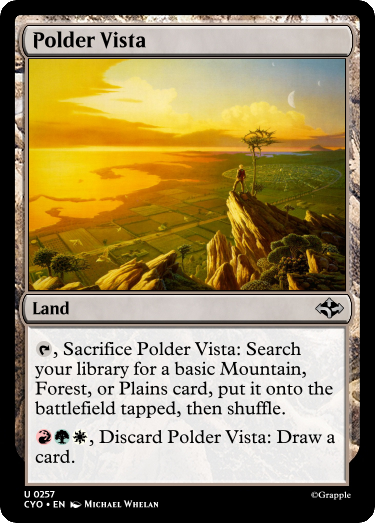 Polder Vista
Land
, Sacrifice Polder Vista: Search
your library for a basic Mountain,
Forest, or Plains card, put it onto the
battlefield tapped, then shuffle.
, Discard Polder Vista: Draw a
card.
U 0257
CYO • EN Michael Whelan
©Grapple